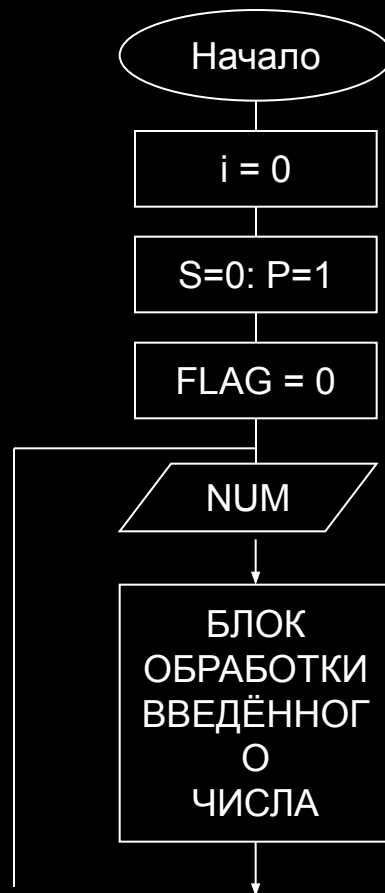 Начало
i = 0
S=0: P=1
FLAG = 0
NUM
БЛОК
ОБРАБОТКИ
ВВЕДЁННОГ
О
ЧИСЛА